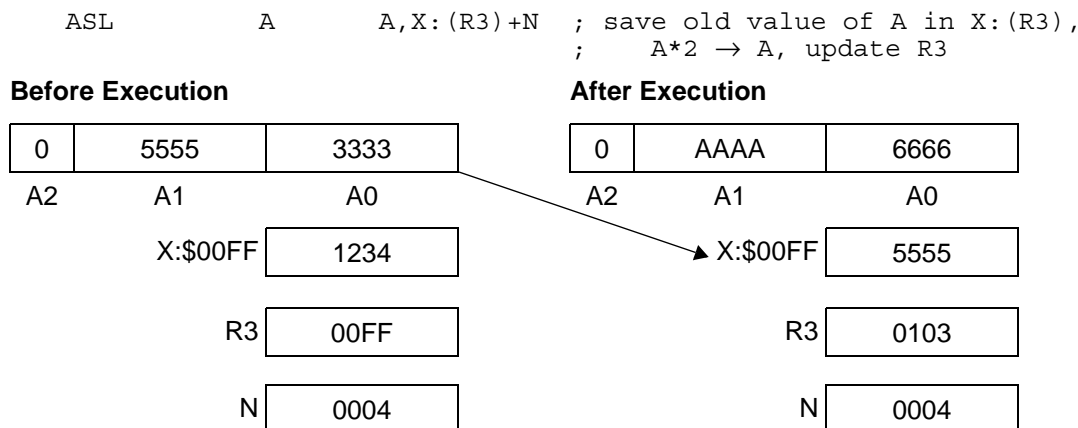 ASL A A,X:(R3)+N ; save old value of A in X:(R3),
; A*2 → A, update R3
Before Execution After Execution
0 5555 3333 0 AAAA 6666
A2 A1 A0 A2 A1 A0
X:$00FF 1234 X:$00FF 5555
R3 00FF R3 0103
N 0004 N 0004